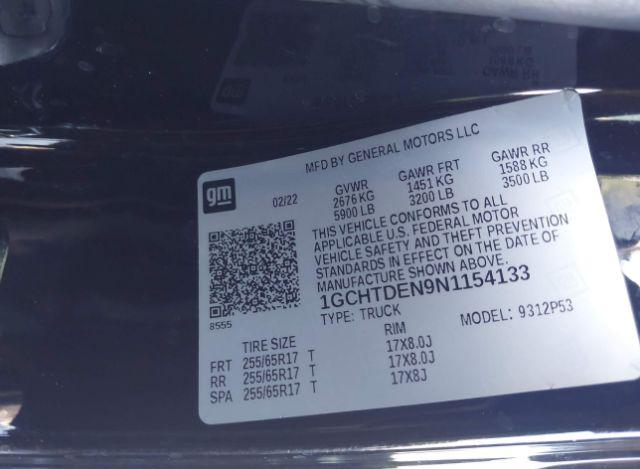 MFD BY GENERAL MOTORS LLC
gm
02/22
GVWR GAWR FRT GAWR RR
2676 KG 1451 KG 1588 KG
5900 LB 3200 LB 3500 LB
THIS VEHICLE CONFORMS TO ALL
APPLICABLE U.S. FEDERAL MOTOR
VEHICLE SAFETY AND THEFT PREVENTION
STANDARDS IN EFFECT ON THE DATE OF
MANUFACTURE SHOWN ABOVE.
1GCHTDEN9N1154133
8555
TYPE: TRUCK MODEL: 9312P53
TIRE SIZE RIM
FRT 255/65R17 T 17X8.0J
RR 255/65R17 T 17X8.0J
SPA 255/65R17 T 17X8J